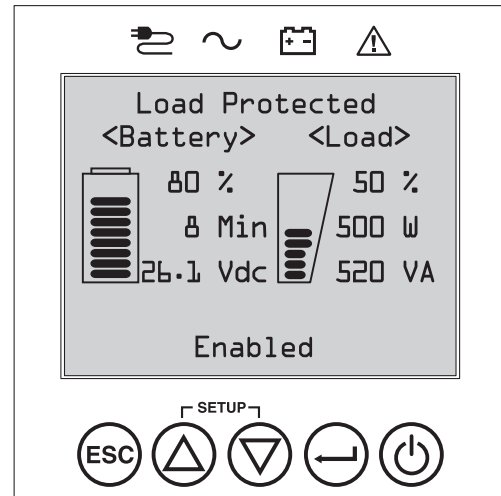 Load Protected
<Battery> <Load>
80 % 50 %
8 Min 500 W
26.1 Vdc 520 VA
Enabled
SETUP
ESC